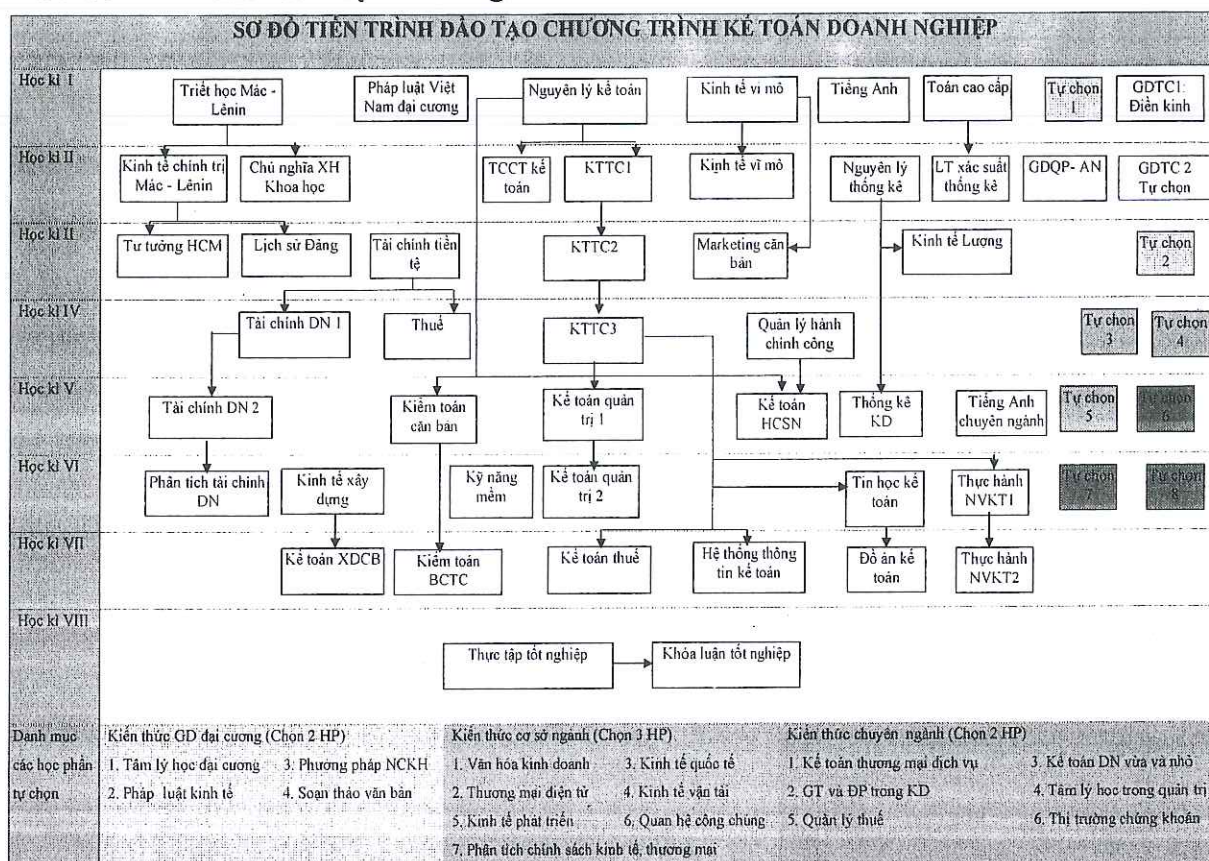 SƠ ĐỒ TIẾN TRÌNH ĐÀO TẠO CHƯƠNG TRÌNH KẾ TOÁN DOANH NGHIỆP
Học kì I
Triết học Mác -
Lênin
Pháp luật Việt
Nam đại cương
Nguyên lý kế toán
Kinh tế vi mô
Tiếng Anh
Toán cao cấp
Tự chọn
1
GDTC1:
Điền kinh
Học kì II
Kinh tế chính trị
Mác - Lênin
Chủ nghĩa XH
Khoa học
TCCT kế
toán
KTTC1
Kinh tế vĩ mô
Nguyên lý
thống kê
LT xác suất
thống kê
GDQP- AN
GDTC 2
Tự chọn
Học kì II
Tư tưởng HCM
Lịch sử Đảng
Tài chính tiền
tệ
KTTC2
Marketing căn
bản
Kinh tế Lượng
Tự chọn
2
Học kì IV
Tài chính DN 1
Thuế
KTTC3
Quản lý hành
chính công
Tự chọn
3
Tự chọn
4
Học kì V
Tài chính DN 2
Kiểm toán
căn bản
Kế toán quản
trị 1
Kế toán
HCSN
Thống kê
KD
Tiếng Anh
chuyên ngành
Tự chọn
5
Tự chọn
6
Học kì VI
Phân tích tài chính
DN
Kinh tế xây
dựng
Kỹ năng
mềm
Kế toán quản
trị 2
Tin học kế
toán
Thực hành
NVKT1
Tự chọn
7
Tự chọn
8
Học kì VII
Kế toán XDCB
Kiểm toán
BCTC
Kế toán thuế
Hệ thống thông
tin kế toán
Đồ án kế
toán
Thực hành
NVKT2
Học kì VIII
Thực tập tốt nghiệp
Khóa luận tốt nghiệp
Danh mục
các học phần
tự chọn
Kiến thức GD đại cương (Chọn 2 HP)
1. Tâm lý học đại cương
3. Phương pháp NCKH
2. Pháp luật kinh tế
4. Soạn thảo văn bản
Kiến thức cơ sở ngành (Chọn 3 HP)
1. Văn hóa kinh doanh
3. Kinh tế quốc tế
2. Thương mại điện tử
4. Kinh tế vận tải
5. Kinh tế phát triển
6. Quan hệ công chúng
7. Phân tích chính sách kinh tế, thương mại
Kiến thức chuyên ngành (Chọn 2 HP)
1. Kế toán thương mại dịch vụ
3. Kế toán DN vừa và nhỏ
2. GT và ĐP trong KD
4. Tâm lý học trong quản trị
5. Quản lý thuế
6. Thị trường chứng khoán